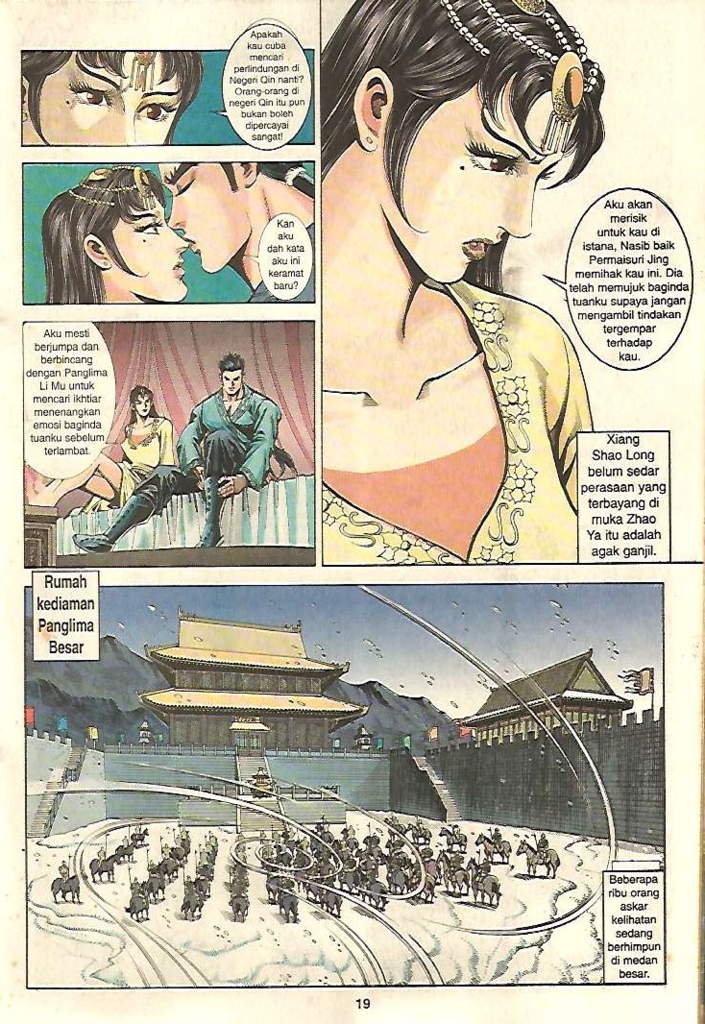 Apakah
kau cuba
mencari
perlindungan di
Negeri Qin nanti?
Orang-orang di
negeri Qin itu pun
bukan boleh
dipercayai
sangat!
Kan
aku
dah kata
aku ini
keramat
baru?
Aku mesti
berjumpa dan
berbincang
dengan Panglima
Li Mu untuk
mencari ikhtiar
menenangkan
emosi baginda
tuanku sebelum
terlambat.
Aku akan
merisik
untuk kau di
istana, Nasib baik
Permaisuri Jing
memihak kau ini. Dia
telah memujuk baginda
tuanku supaya jangan
mengambil tindakan
tergempar
terhadap
kau.
Xiang
Shao Long
belum sedar
perasaan yang
terbayang di
muka Zhao
Ya itu adalah
agak ganjil.
Rumah
kediaman
Panglima
Besar
Beberapa
ribu orang
askar
kelihatan
sedang
berhimpun
di medan
besar.
19